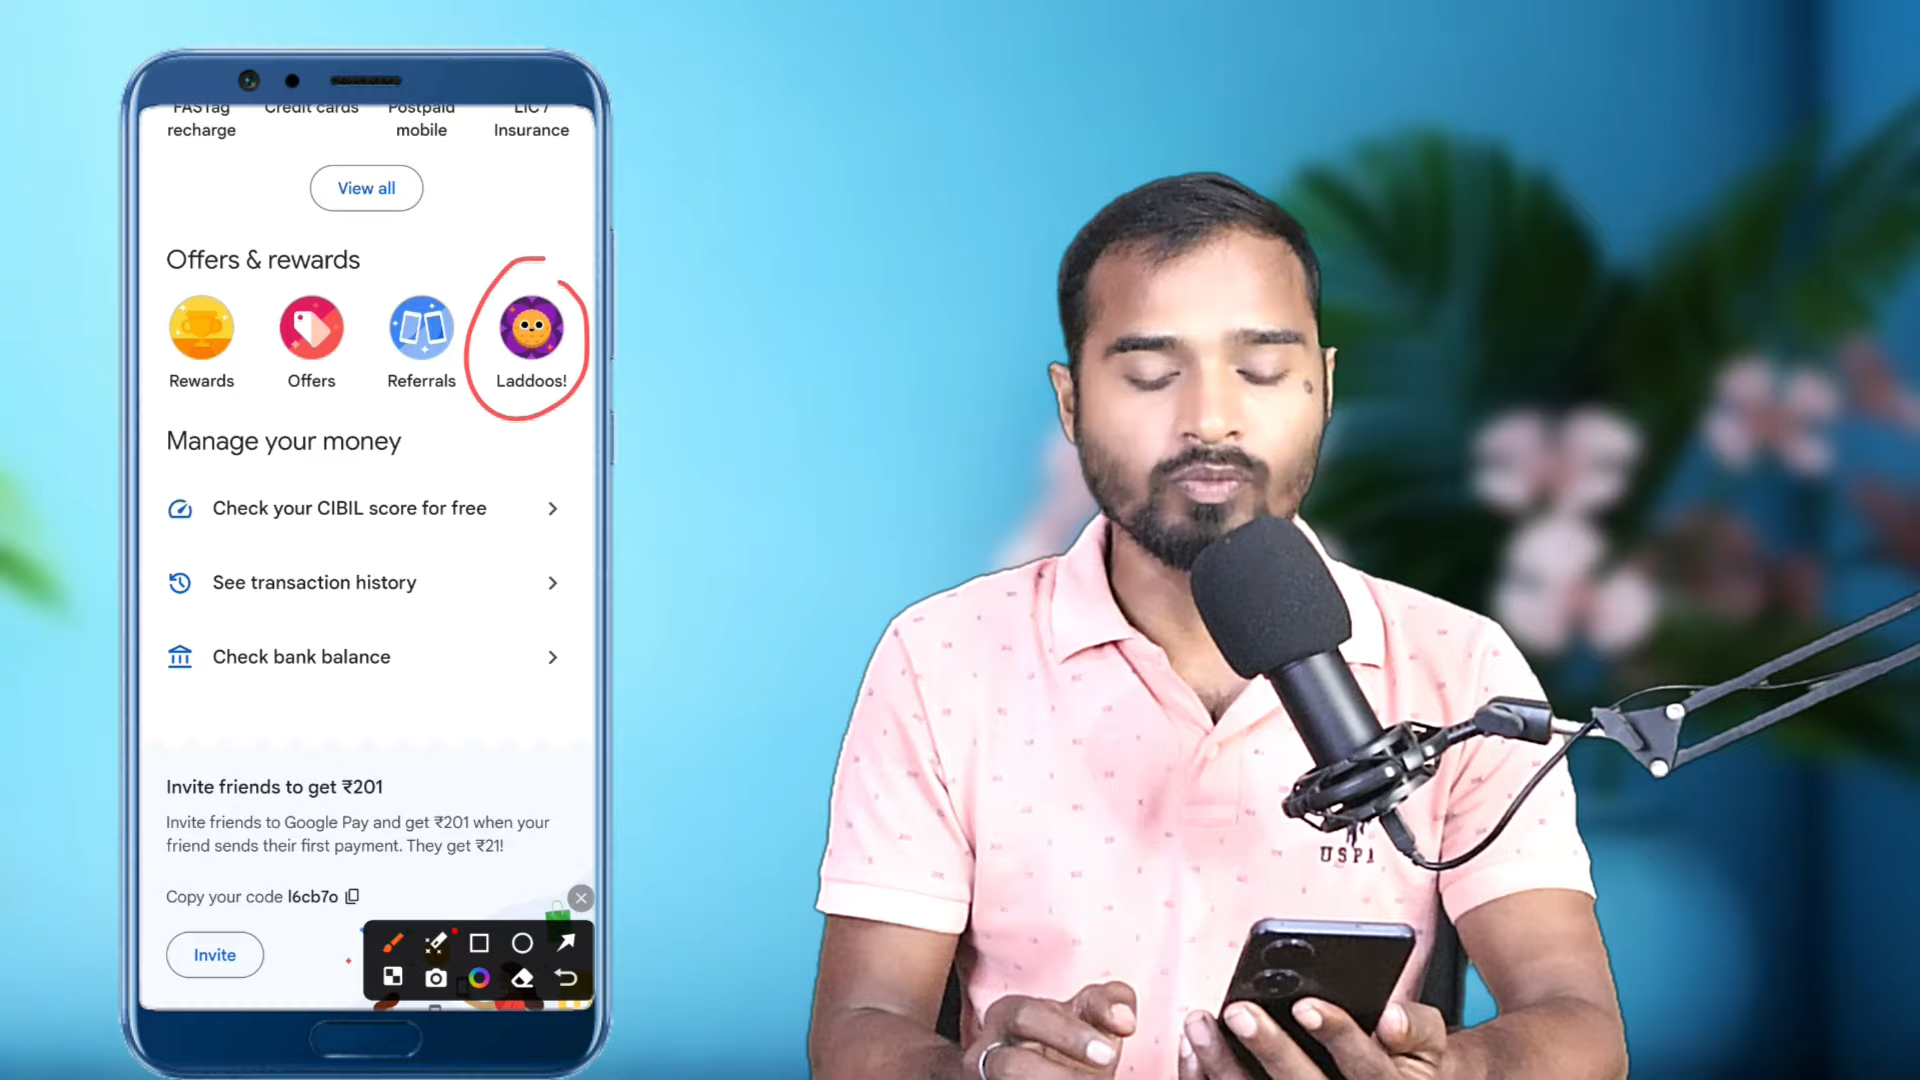 FASTag
recharge
Credit cards
Postpaid
mobile
LIC /
Insurance
View all
Offers & rewards
Rewards
Offers
Referrals
Laddoos!
Manage your money
Check your CIBIL score for free
See transaction history
Check bank balance
Invite friends to get ₹201
Invite friends to Google Pay and get ₹201 when your
friend sends their first payment. They get ₹21!
Copy your code l6cb7o
Invite
USPA